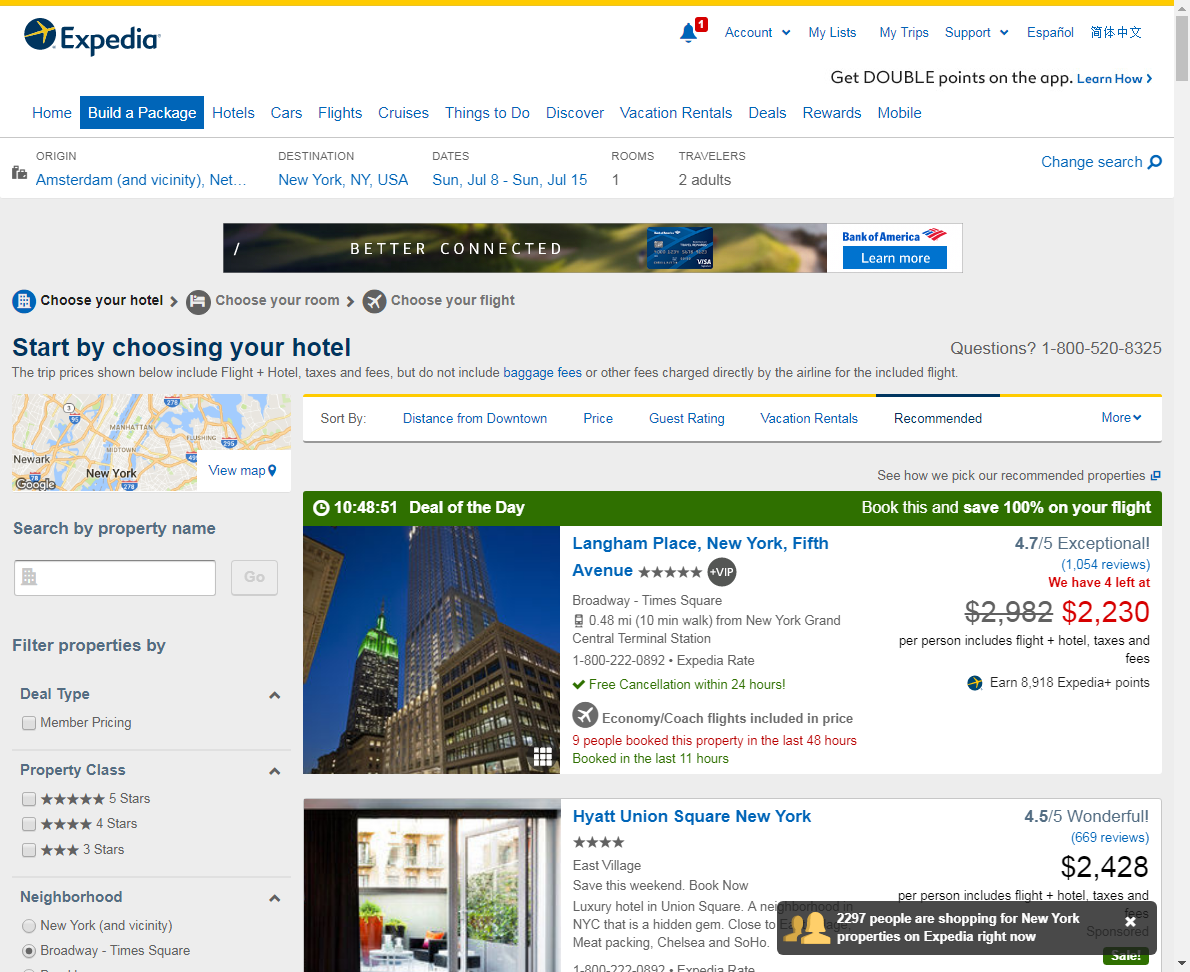 Expedia
1
Account
My Lists
My Trips
Support
Español
简体中文
Get DOUBLE points on the app. Learn How
Home
Build a Package
Hotels
Cars
Flights
Cruises
Things to Do
Discover
Vacation Rentals
Deals
Rewards
Mobile
ORIGIN
DESTINATION
DATES
ROOMS
TRAVELERS
Amsterdam (and vicinity), Net...
New York, NY, USA
Sun, Jul 8 - Sun, Jul 15
1
2 adults
Change search
/ BETTER CONNECTED
VISA
Bank of America
Learn more
Choose your hotel
Choose your room
Choose your flight
Start by choosing your hotel
Questions? 1-800-520-8325
The trip prices shown below include Flight + Hotel, taxes and fees, but do not include baggage fees or other fees charged directly by the airline for the included flight.
3
278
95
MANHATTAN
FLUSHING
295
MIDTOWN
Newark
New York
78
278
Google
View map
Sort By:
Distance from Downtown
Price
Guest Rating
Vacation Rentals
Recommended
More
See how we pick our recommended properties
Search by property name
Go
Filter properties by
Deal Type
Member Pricing
Property Class
5 Stars
4 Stars
3 Stars
Neighborhood
New York (and vicinity)
Broadway - Times Square
10:48:51 Deal of the Day
Book this and save 100% on your flight
Langham Place, New York, Fifth
Avenue
+VIP
Broadway - Times Square
0.48 mi (10 min walk) from New York Grand
Central Terminal Station
1-800-222-0892 • Expedia Rate
Free Cancellation within 24 hours!
Economy/Coach flights included in price
9 people booked this property in the last 48 hours
Booked in the last 11 hours
4.7/5 Exceptional!
(1,054 reviews)
We have 4 left at
$2,982 $2,230
per person includes flight + hotel, taxes and
fees
Earn 8,918 Expedia+ points
Hyatt Union Square New York
East Village
Save this weekend. Book Now
Luxury hotel in Union Square. A neighborhood in
NYC that is a hidden gem. Close to East Village,
Meat packing, Chelsea and SoHo.
1-800-222-0892 • Expedia Rate
4.5/5 Wonderful!
(669 reviews)
$2,428
per person includes flight + hotel, taxes and
fees
Sponsored
Sale!
2297 people are shopping for New York
properties on Expedia right now